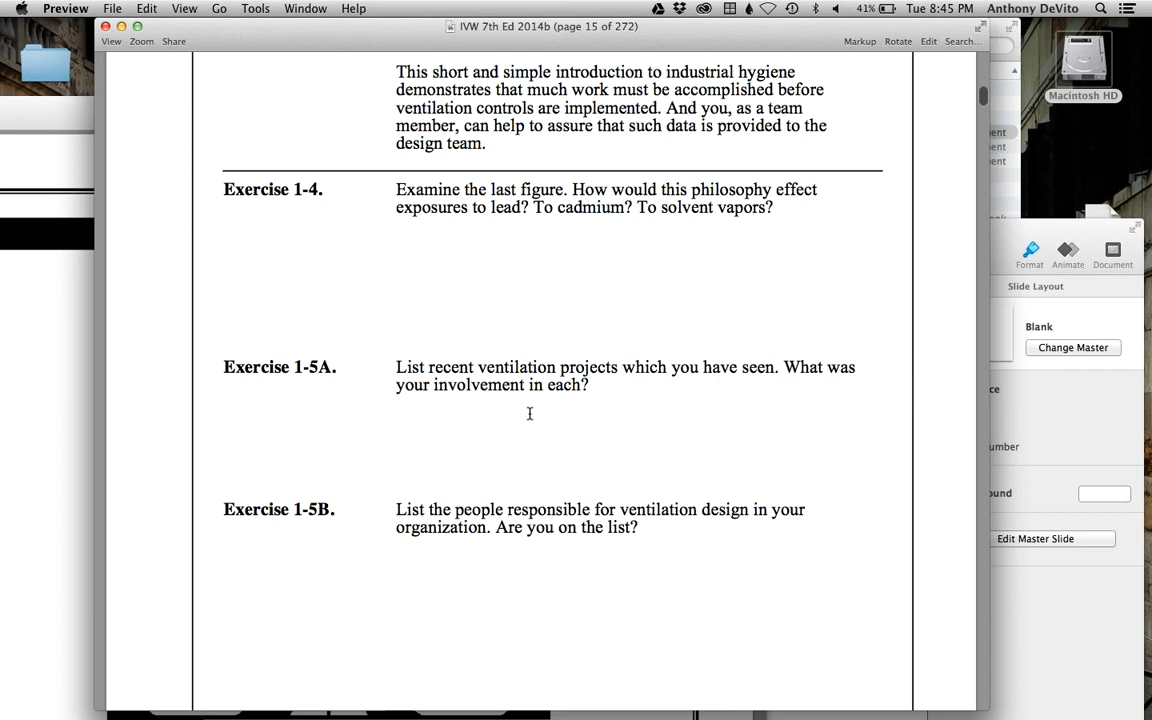 Preview File Edit View Go Tools Window Help 41% Tue 8:45 PM Anthony DeVito
IVW 7th Ed 2014b (page 15 of 272)
View Zoom Share Markup Rotate Edit Search...
This short and simple introduction to industrial hygiene
demonstrates that much work must be accomplished before
ventilation controls are implemented. And you, as a team
member, can help to assure that such data is provided to the
design team.
Exercise 1-4. Examine the last figure. How would this philosophy effect
exposures to lead? To cadmium? To solvent vapors?
Exercise 1-5A. List recent ventilation projects which you have seen. What was
your involvement in each?
Exercise 1-5B. List the people responsible for ventilation design in your
organization. Are you on the list?
Macintosh HD
ent
ent
ent
Format Animate Document
Slide Layout
Blank
Change Master
ce
umber
ound
Edit Master Slide